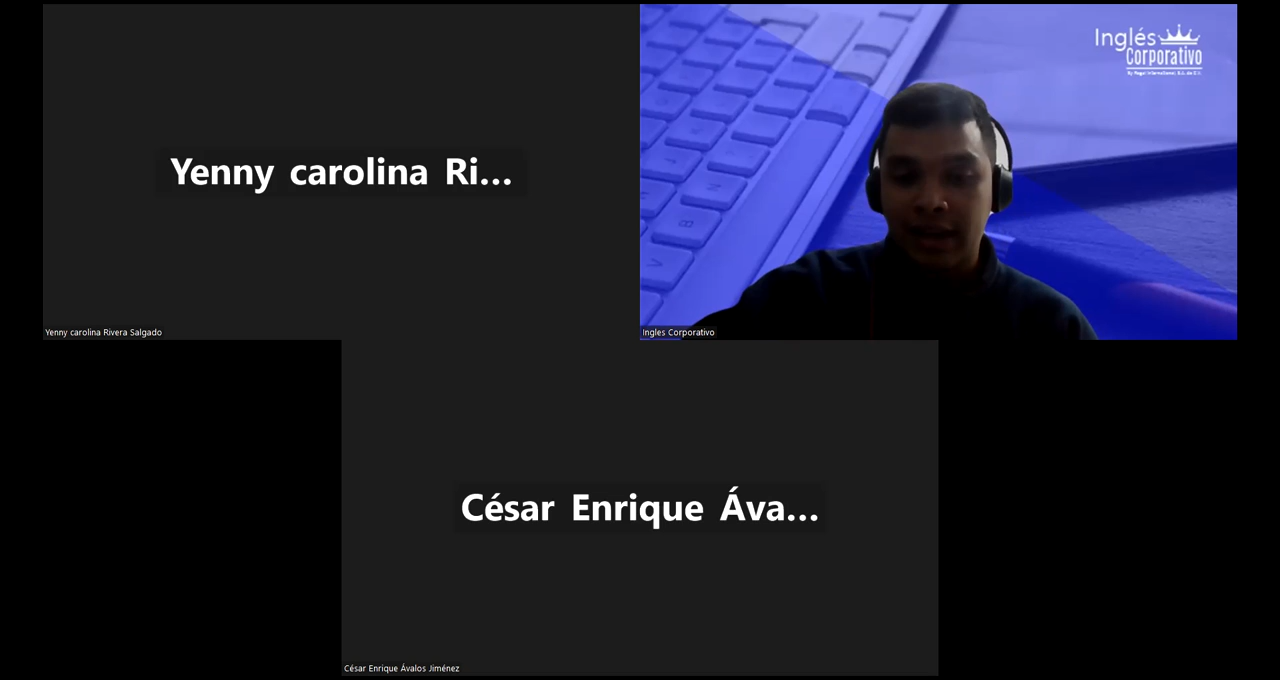 Yenny carolina Ri...
Yenny carolina Rivera Salgado
Inglés
Corporativo
Ingles Corporativo
César Enrique Áva...
César Enrique Ávalos Jiménez